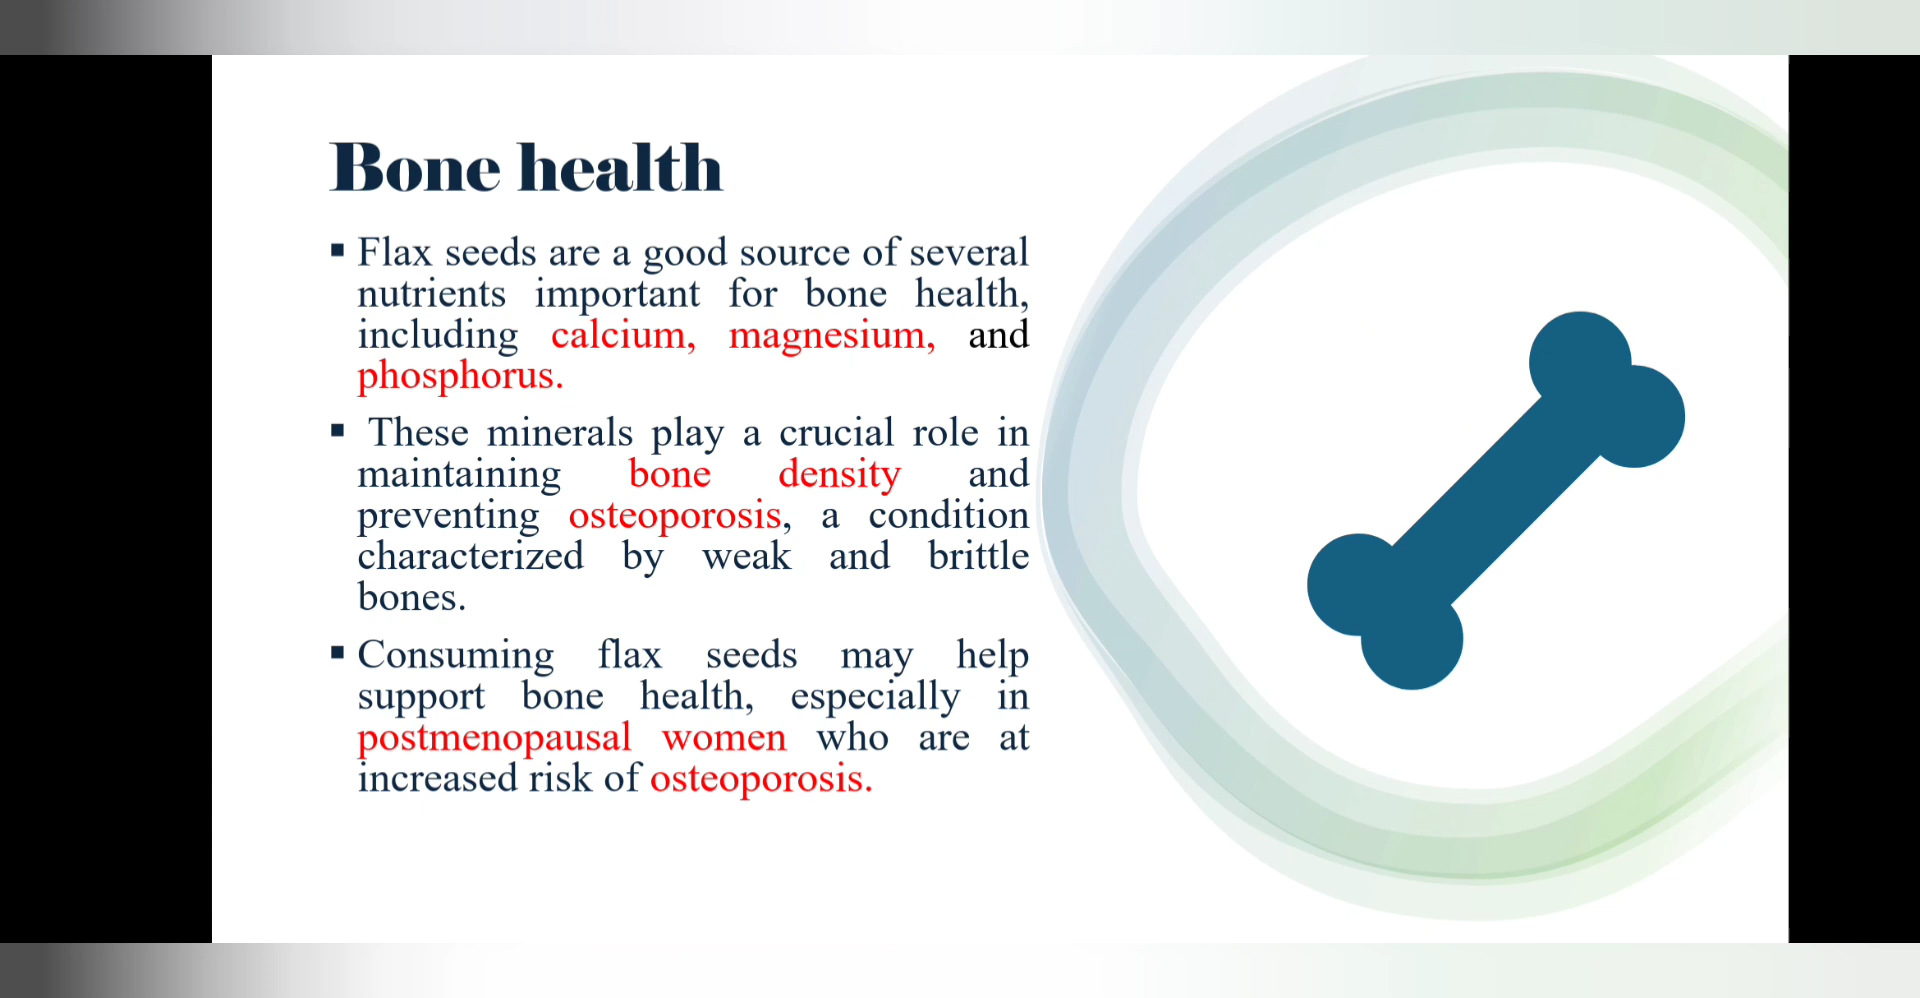 Bone health
▪ Flax seeds are a good source of several
nutrients important for bone health,
including calcium, magnesium, and
phosphorus.
▪ These minerals play a crucial role in
maintaining bone density and
preventing osteoporosis, a condition
characterized by weak and brittle
bones.
▪ Consuming flax seeds may help
support bone health, especially in
postmenopausal women who are at
increased risk of osteoporosis.